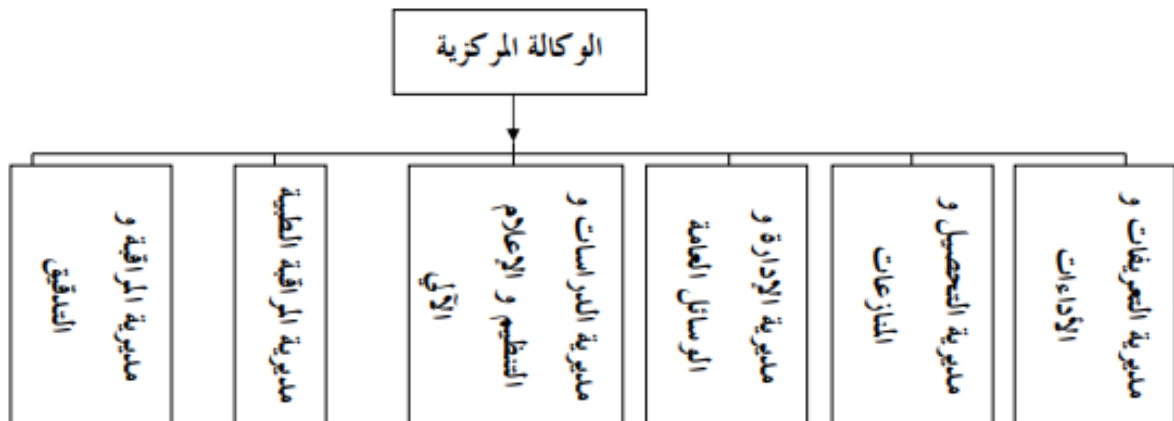 الوكالة المركزية
مديرية التعريفات و
الأداءات
مديرية التحصيل و
المنازعات
مديرية الإدارة و
الوسائل العامة
مديرية الدراسات و
التنظيم و الإعلام
الآلي
مديرية المراقبة الطبية
مديرية المراقبة و
التدقيق